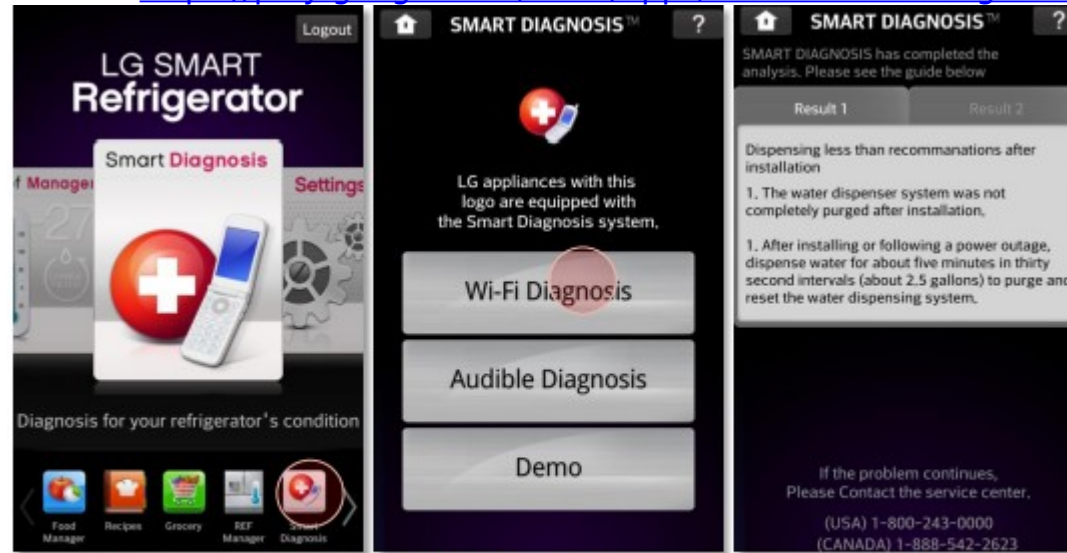 Logout
LG SMART
Refrigerator
Smart Diagnosis
f Manager
Settings
-27
Diagnosis for your refrigerator's condition
Food
Manager
Recipes
Grocery
REF
Manager
Smart
Diagnosis
SMART DIAGNOSIS™
?
LG appliances with this
logo are equipped with
the Smart Diagnosis system,
Wi-Fi Diagnosis
Audible Diagnosis
Demo
SMART DIAGNOSIS™
?
SMART DIAGNOSIS has completed the
analysis. Please see the guide below
Result 1
Result 2
Dispensing less than recommanations after
installation
1. The water dispenser system was not
completely purged after installation,
1. After installing or following a power outage,
dispense water for about five minutes in thirty
second intervals (about 2,5 gallons) to purge and
reset the water dispensing system.
If the problem continues,
Please Contact the service center,
(USA) 1-800-243-0000
(CANADA) 1-888-542-2623